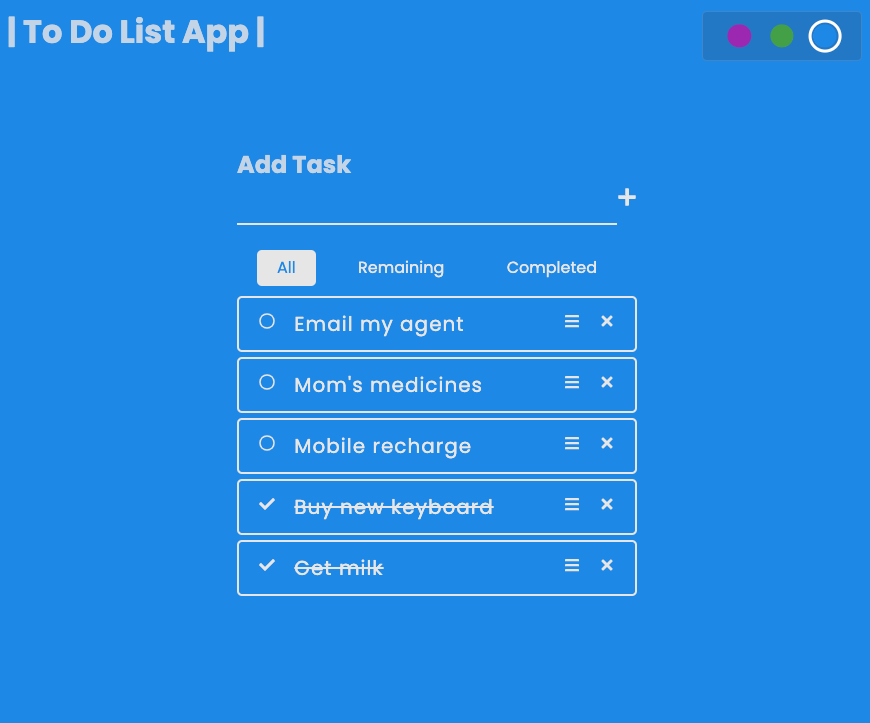 | To Do List App |
Add Task
All Remaining Completed
Email my agent
Mom's medicines
Mobile recharge
Buy new keyboard
Get milk